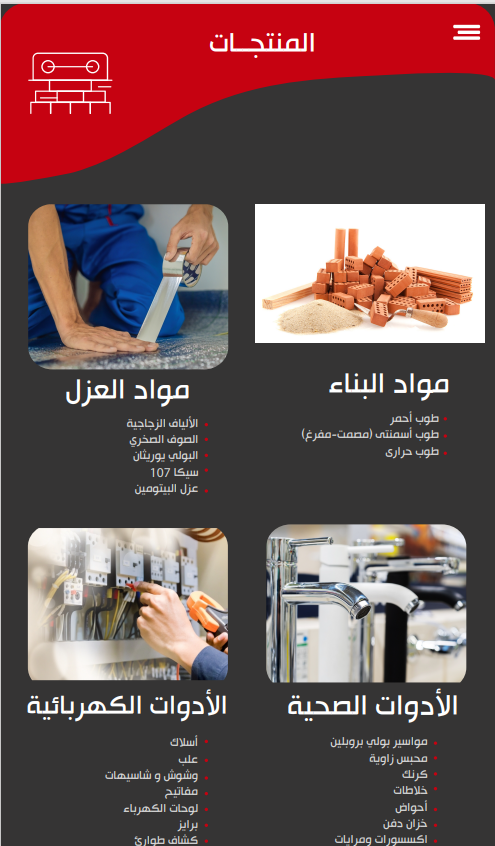 المنتجـات
مواد البناء
طوب أحمر
طوب أسمنتى (مصمت-مفرغ)
طوب حرارى
مواد العزل
الألياف الزجاجية
الصوف الصخري
البولي يوريثان
سيكا 107
عزل البيتومين
الأدوات الصحية
مواسير بولي بروبلين
محبس زاوية
كرنك
خلاطات
أحواض
خزان دفن
اكسسورات ومرايات
الأدوات الكهربائية
أسلاك
علب
وشوش و شاسيهات
مفاتيح
لوحات الكهرباء
برايز
كشاف طوارئ